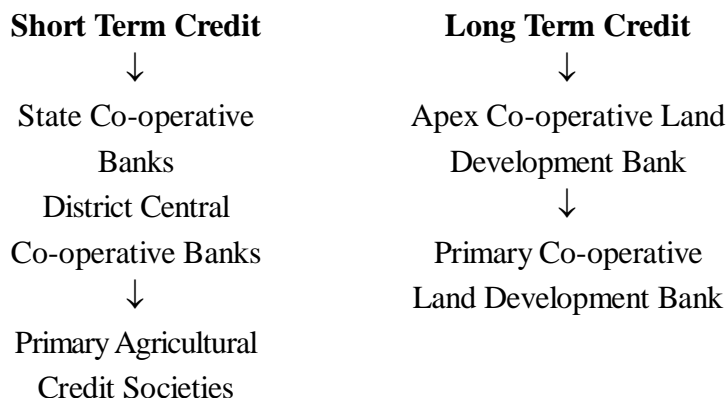 Short Term Credit
↓
State Co-operative
Banks
District Central
Co-operative Banks
↓
Primary Agricultural
Credit Societies
Long Term Credit
↓
Apex Co-operative Land
Development Bank
↓
Primary Co-operative
Land Development Bank